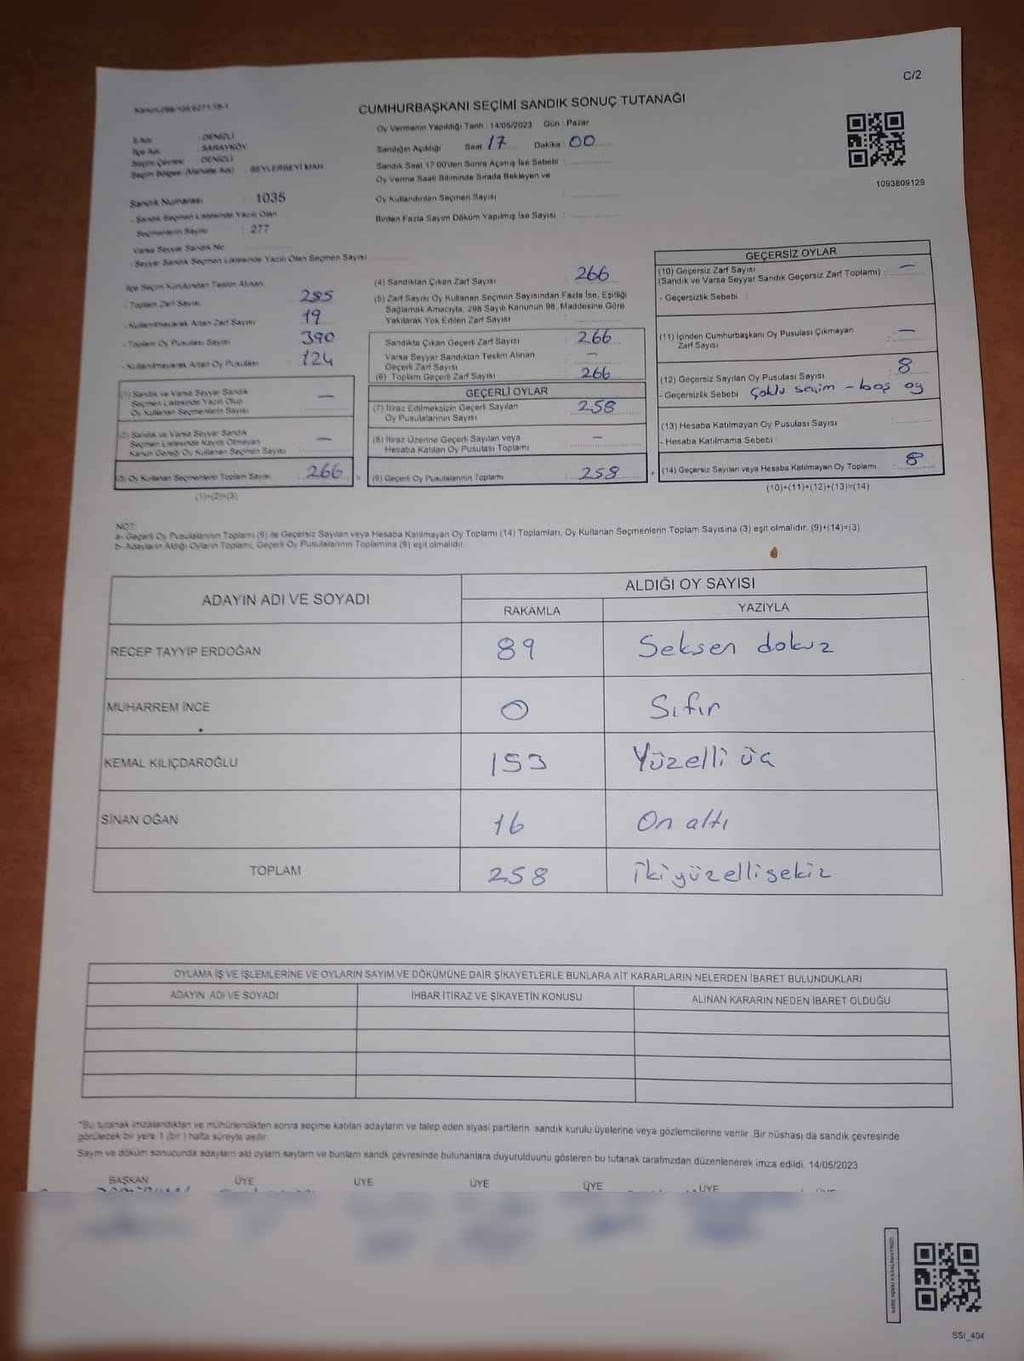 C/2
CUMHURBAŞKANI SEÇİMİ SANDIK SONUÇ TUTANAĞI
Oy Vermenin Yapıldığı Tarih : 14/05/2023 Gün : Pazar
Sandığın Açıldığı Saat 17 Dakika 00
Sandık Saat 17:00'den Sonra Açılmış İse Sebebi
Oy Verme Saati Bitiminde Sırada Bekleyen ve
Oy Kullandırılan Seçmen Sayısı
Birden Fazla Sayım Döküm Yapılmış İse Sayısı
1093809129
İl Adı : DENİZLİ
İlçe Adı : SARAYKÖY
Seçim Çevresi : DENİZLİ
Seçim Bölgesi (Mahalle Adı) : BEYLERBEYİ MAH.
Sandık Numarası : 1035
- Sandık Seçmen Listesinde Yazılı Olan
Seçmenlerin Sayısı : 277
Varsa Seyyar Sandık No
- Seyyar Sandık Seçmen Listesinde Yazılı Olan Seçmen Sayısı
İlçe Seçim Kurulundan Teslim Alınan
- Toplam Zarf Sayısı 285
- Kullanılmayarak Artan Zarf Sayısı 19
- Toplam Oy Pusulası Sayısı 390
- Kullanılmayarak Artan Oy Pusulası 124
(1) Sandık ve Varsa Seyyar Sandık
Seçmen Listesinde Yazılı Olup
Oy Kullanan Seçmenlerin Sayısı —
(2) Sandık ve Varsa Seyyar Sandık
Seçmen Listesinde Kaydı Olmayan
Kanun Gereği Oy Kullanan Seçmen Sayısı —
(3) Oy Kullanan Seçmenlerin Toplam Sayısı 266
(1)+(2)=(3)
(4) Sandıktan Çıkan Zarf Sayısı 266
(5) Zarf Sayısı Oy Kullanan Seçmen Sayısından Fazla İse, Eşitliği
Sağlamak Amacıyla, 298 Sayılı Kanunun 98. Maddesine Göre
Yakılarak Yok Edilen Zarf Sayısı
Sandıkta Çıkan Geçerli Zarf Sayısı 266
Varsa Seyyar Sandıktan Teslim Alınan
Geçerli Zarf Sayısı —
(6) Toplam Geçerli Zarf Sayısı 266
GEÇERLİ OYLAR
(7) İtiraz Edilmeksizin Geçerli Sayılan
Oy Pusulalarının Sayısı 258
(8) İtiraz Üzerine Geçerli Sayılan veya
Hesaba Katılan Oy Pusulası Toplamı —
(9) Geçerli Oy Pusulalarının Toplamı 258
GEÇERSİZ OYLAR
(10) Geçersiz Zarf Sayısı
(Sandık ve Varsa Seyyar Sandık Geçersiz Zarf Toplamı) —
- Geçersizlik Sebebi
(11) İçinden Cumhurbaşkanı Oy Pusulası Çıkmayan
Zarf Sayısı —
(12) Geçersiz Sayılan Oy Pusulası Sayısı 8
- Geçersizlik Sebebi Çoklu seçim - boş oy
(13) Hesaba Katılmayan Oy Pusulası Sayısı
- Hesaba Katılmama Sebebi
(14) Geçersiz Sayılan veya Hesaba Katılmayan Oy Toplamı 8
(10)+(11)+(12)+(13)=(14)
NOT:
a- Geçerli Oy Pusulalarının Toplamı (9) ile Geçersiz Sayılan veya Hesaba Katılmayan Oy Toplamı (14) Toplamları, Oy Kullanan Seçmenlerin Toplam Sayısına (3) eşit olmalıdır. (9)+(14)=(3)
b- Adayların Aldığı Oyların Toplamı, Geçerli Oy Pusulalarının Toplamına (9) eşit olmalıdır.
ADAYIN ADI VE SOYADI ALDIĞI OY SAYISI
RAKAMLA YAZIYLA
RECEP TAYYİP ERDOĞAN 89 Seksen dokuz
MUHARREM İNCE 0 Sıfır
KEMAL KILIÇDAROĞLU 153 Yüzelli üç
SİNAN OĞAN 16 On altı
TOPLAM 258 ikiyüzellisekiz
OYLAMA İŞ VE İŞLEMLERİNE VE OYLARIN SAYIM VE DÖKÜMÜNE DAİR ŞİKAYETLERLE BUNLARA AİT KARARLARIN NELERDEN İBARET BULUNDUKLARI
ADAYIN ADI VE SOYADI İHBAR İTİRAZ VE ŞİKAYETİN KONUSU ALINAN KARARIN NEDEN İBARET OLDUĞU
*Bu tutanak imzalandıktan ve mühürlendikten sonra seçime katılan adayların ve talep eden siyasi partilerin sandık kurulu üyelerine veya gözlemcilerine verilir. Bir nüshası da sandık çevresinde
görülecek bir yere 1 (bir) hafta süreyle asılır.
Sayım ve döküm sonucunda adayların aldı oyların sayıları ve bunların sandık çevresinde bulunanlara duyurulduunu gösteren bu tutanak tarafımızdan düzenlenerek imza edildi. 14/05/2023
BAŞKAN ÜYE ÜYE ÜYE ÜYE ÜYE ÜYE
SSİ_404